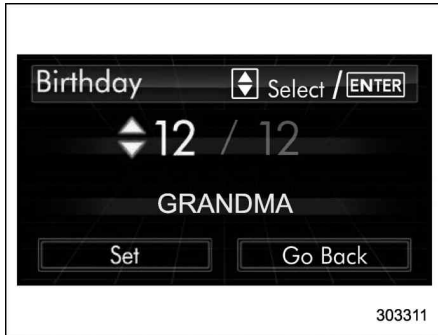 Birthday Select / ENTER
12 / 12
GRANDMA
Set Go Back
303311